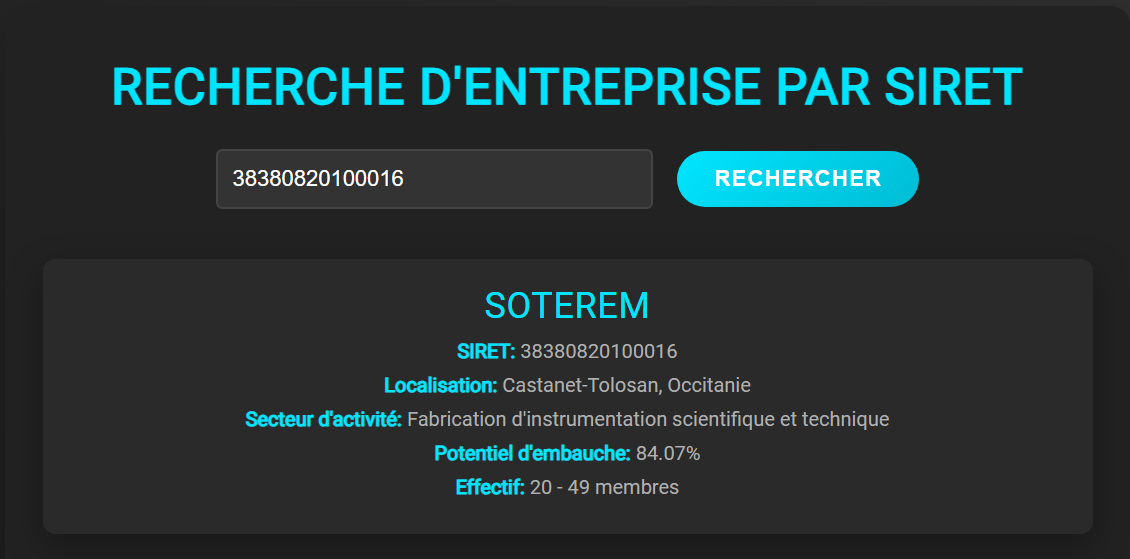 RECHERCHE D'ENTREPRISE PAR SIRET
38380820100016
RECHERCHER
SOTEREM
SIRET: 38380820100016
Localisation: Castanet-Tolosan, Occitanie
Secteur d'activité: Fabrication d'instrumentation scientifique et technique
Potentiel d'embauche: 84.07%
Effectif: 20 - 49 membres